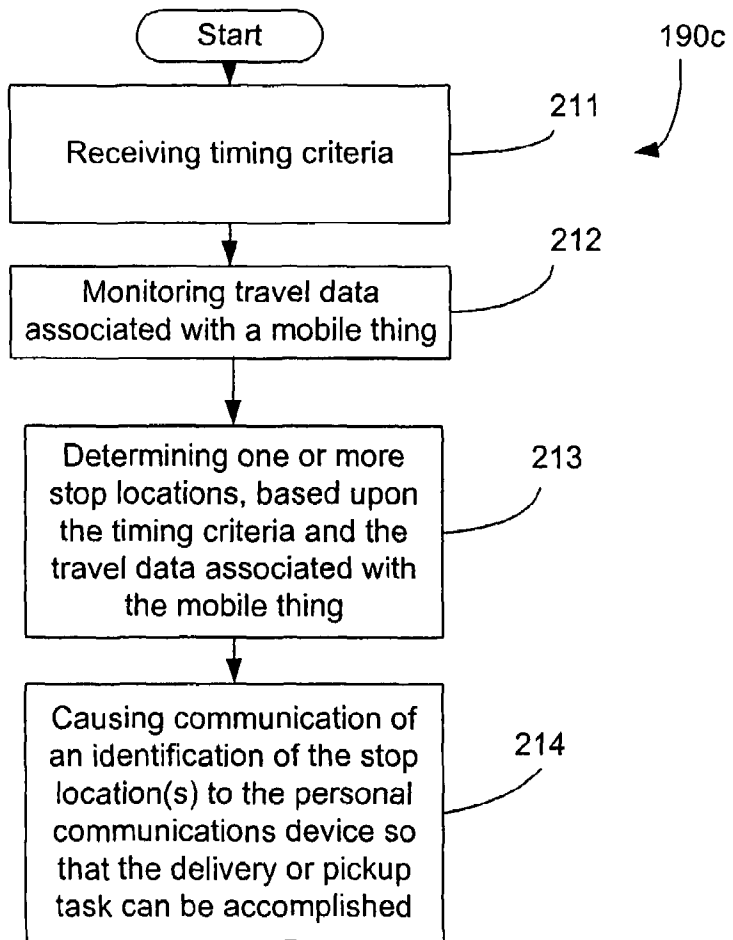 Start
190c
211
Receiving timing criteria
212
Monitoring travel data
associated with a mobile thing
213
Determining one or more
stop locations, based upon
the timing criteria and the
travel data associated with
the mobile thing
214
Causing communication of
an identification of the stop
location(s) to the personal
communications device so
that the delivery or pickup
task can be accomplished